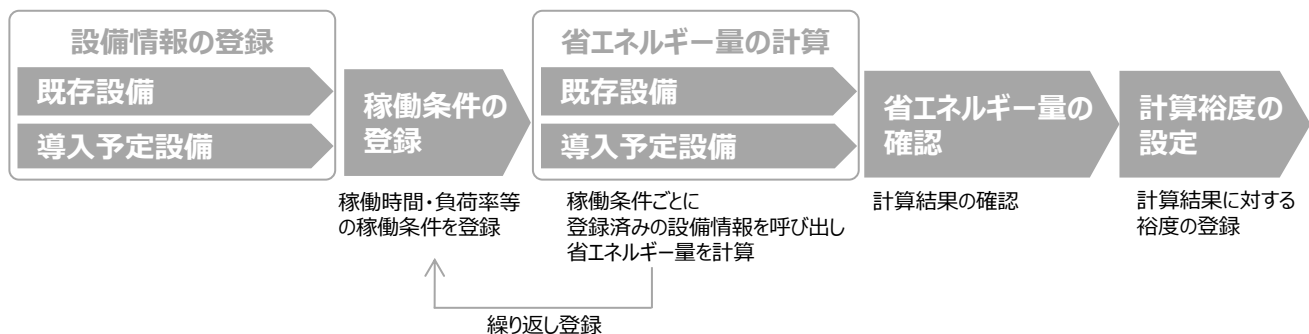 設備情報の登録
既存設備
導入予定設備
稼働条件の
登録
稼働時間・負荷率等
の稼働条件を登録
省エネルギー量の計算
既存設備
導入予定設備
稼働条件ごとに
登録済みの設備情報を呼び出し
省エネルギー量を計算
繰り返し登録
省エネルギー量の
確認
計算結果の確認
計算裕度の
設定
計算結果に対する
裕度の登録